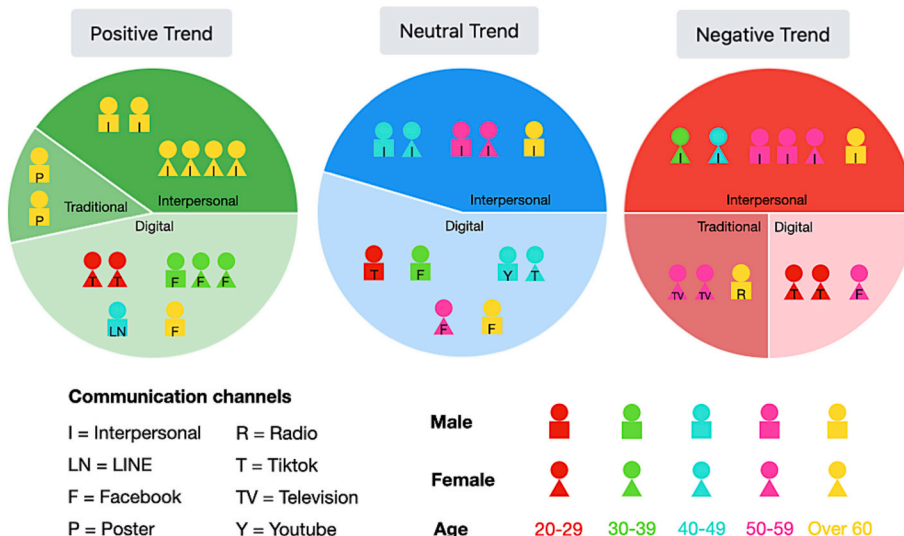 Positive Trend
Neutral Trend
Negative Trend
I I
I I I I
P
P
Traditional
Interpersonal
Digital
T T
F F F
LN
F
I I
I I
I
Interpersonal
Digital
T
F
Y T
F
F
I
I
I I I
I
Interpersonal
Traditional
Digital
TV TV
R
T T
F
Communication channels
I = Interpersonal
R = Radio
LN = LINE
T = Tiktok
F = Facebook
TV = Television
P = Poster
Y = Youtube
Male
Female
Age
20-29
30-39
40-49
50-59
Over 60